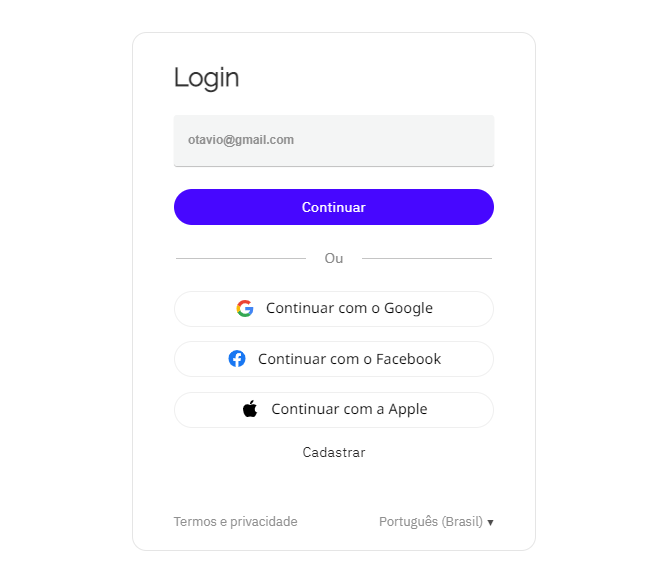 Login
otavio@gmail.com
Continuar
Ou
Continuar com o Google
Continuar com o Facebook
Continuar com a Apple
Cadastrar
Termos e privacidade
Português (Brasil) ▾